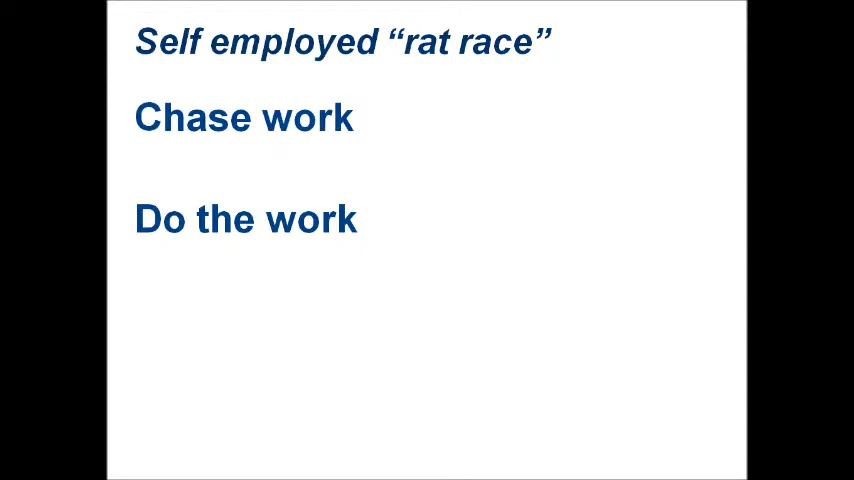 Self employed “rat race”
Chase work
Do the work